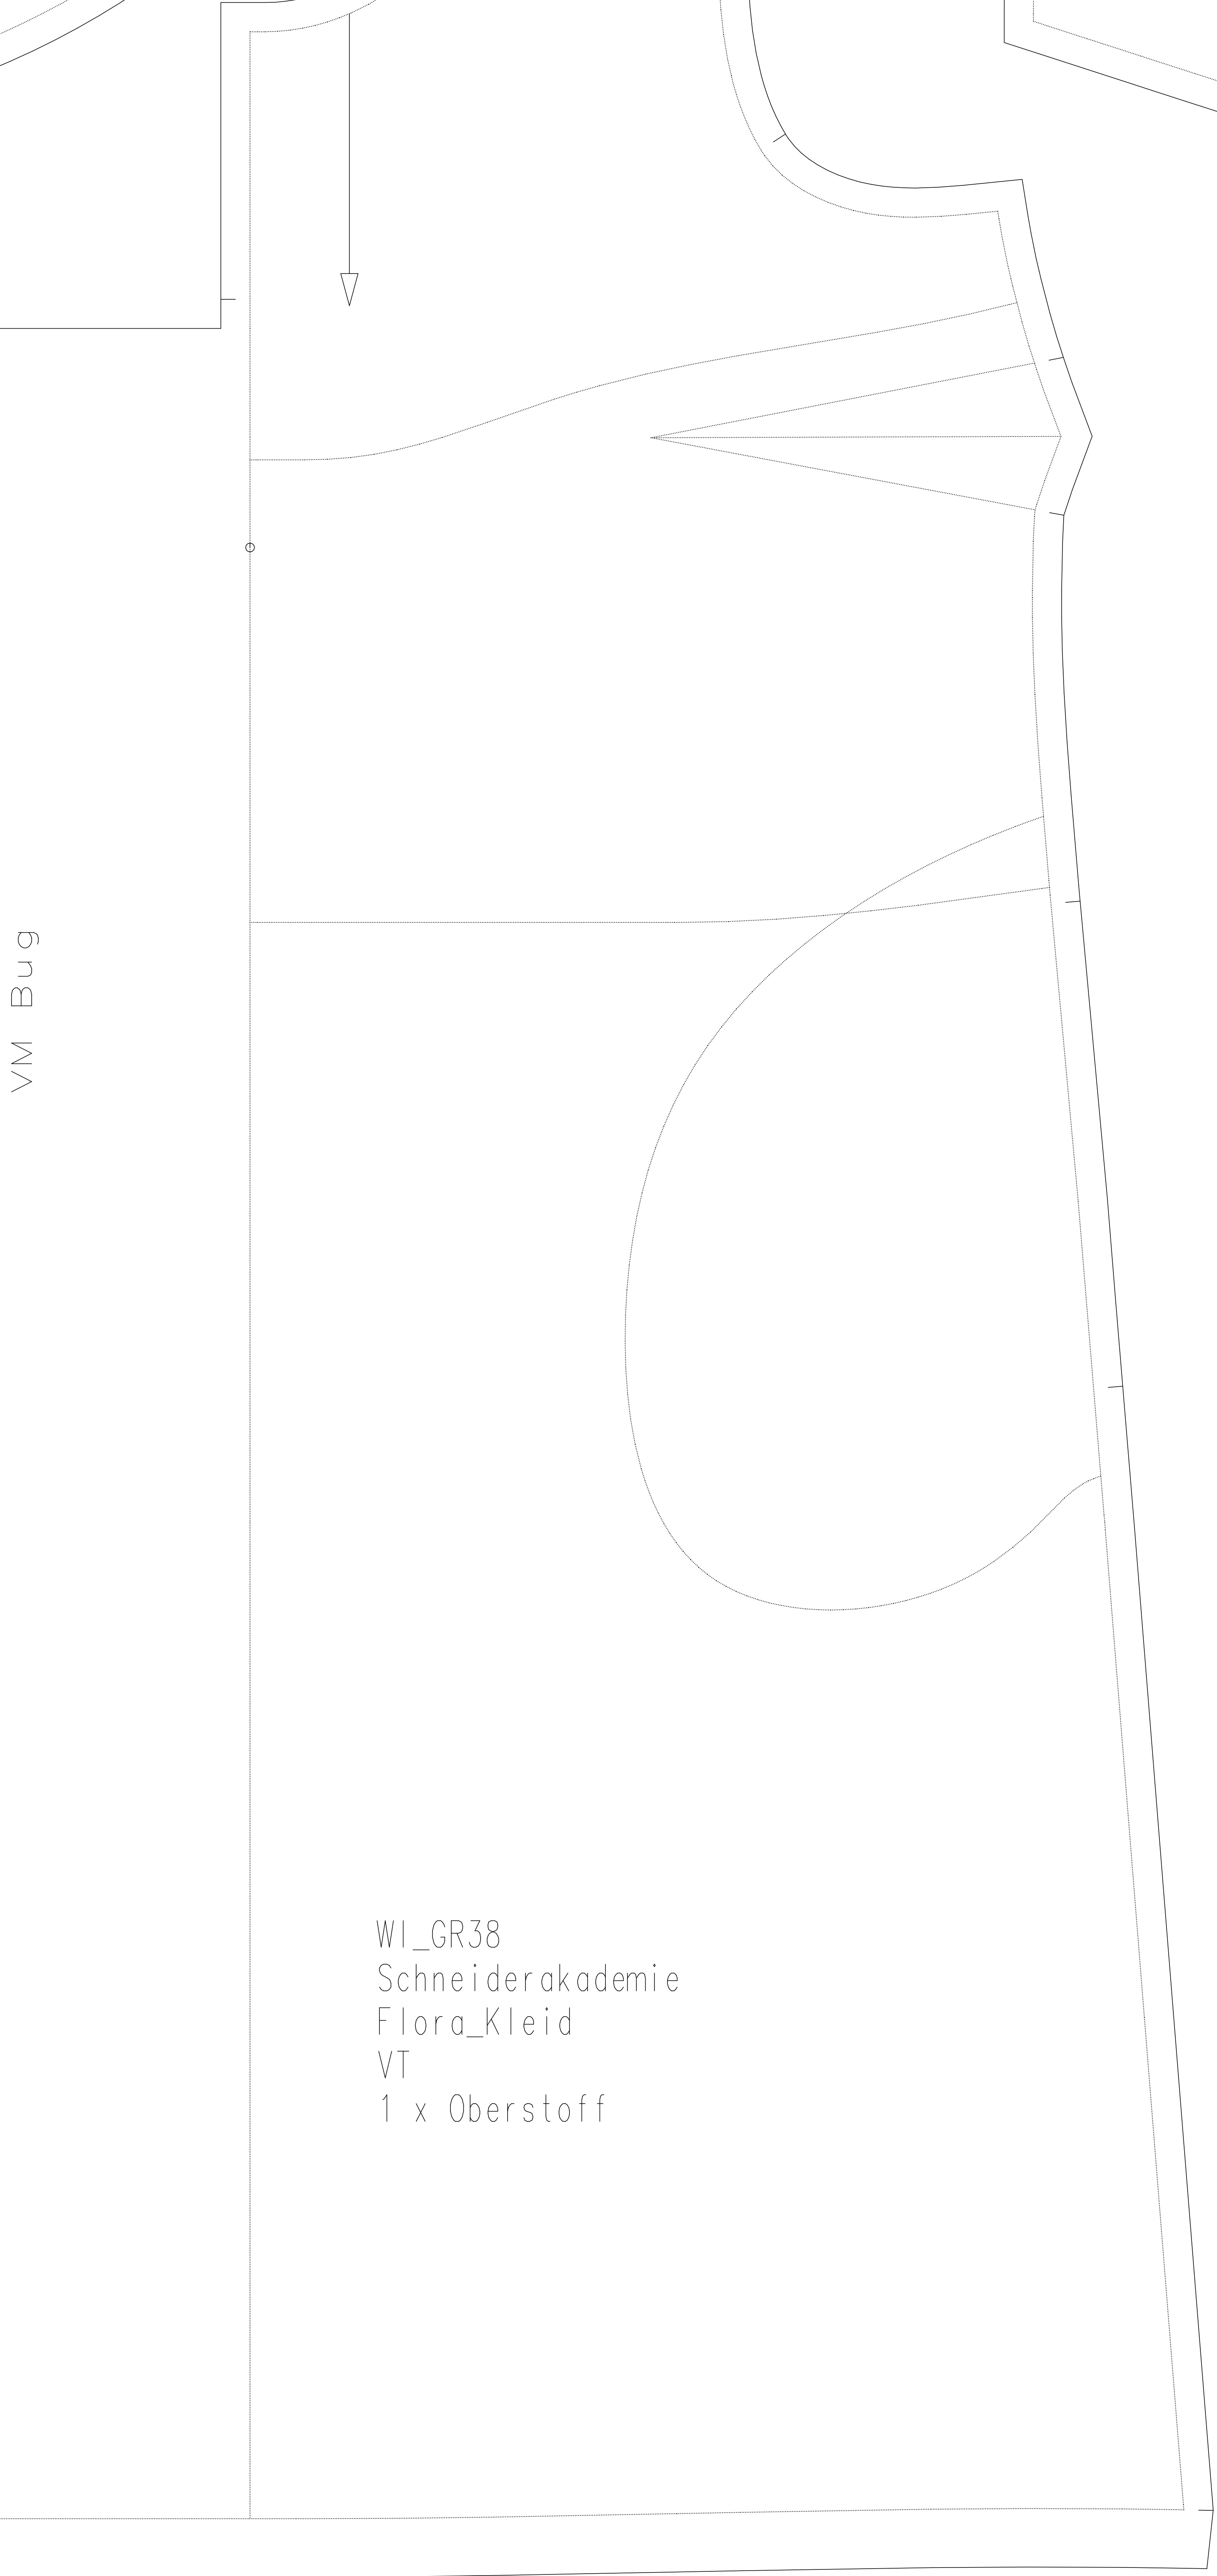 VM Bug
WI_GR38
Schneiderakademie
Flora_Kleid
VT
1 x Oberstoff